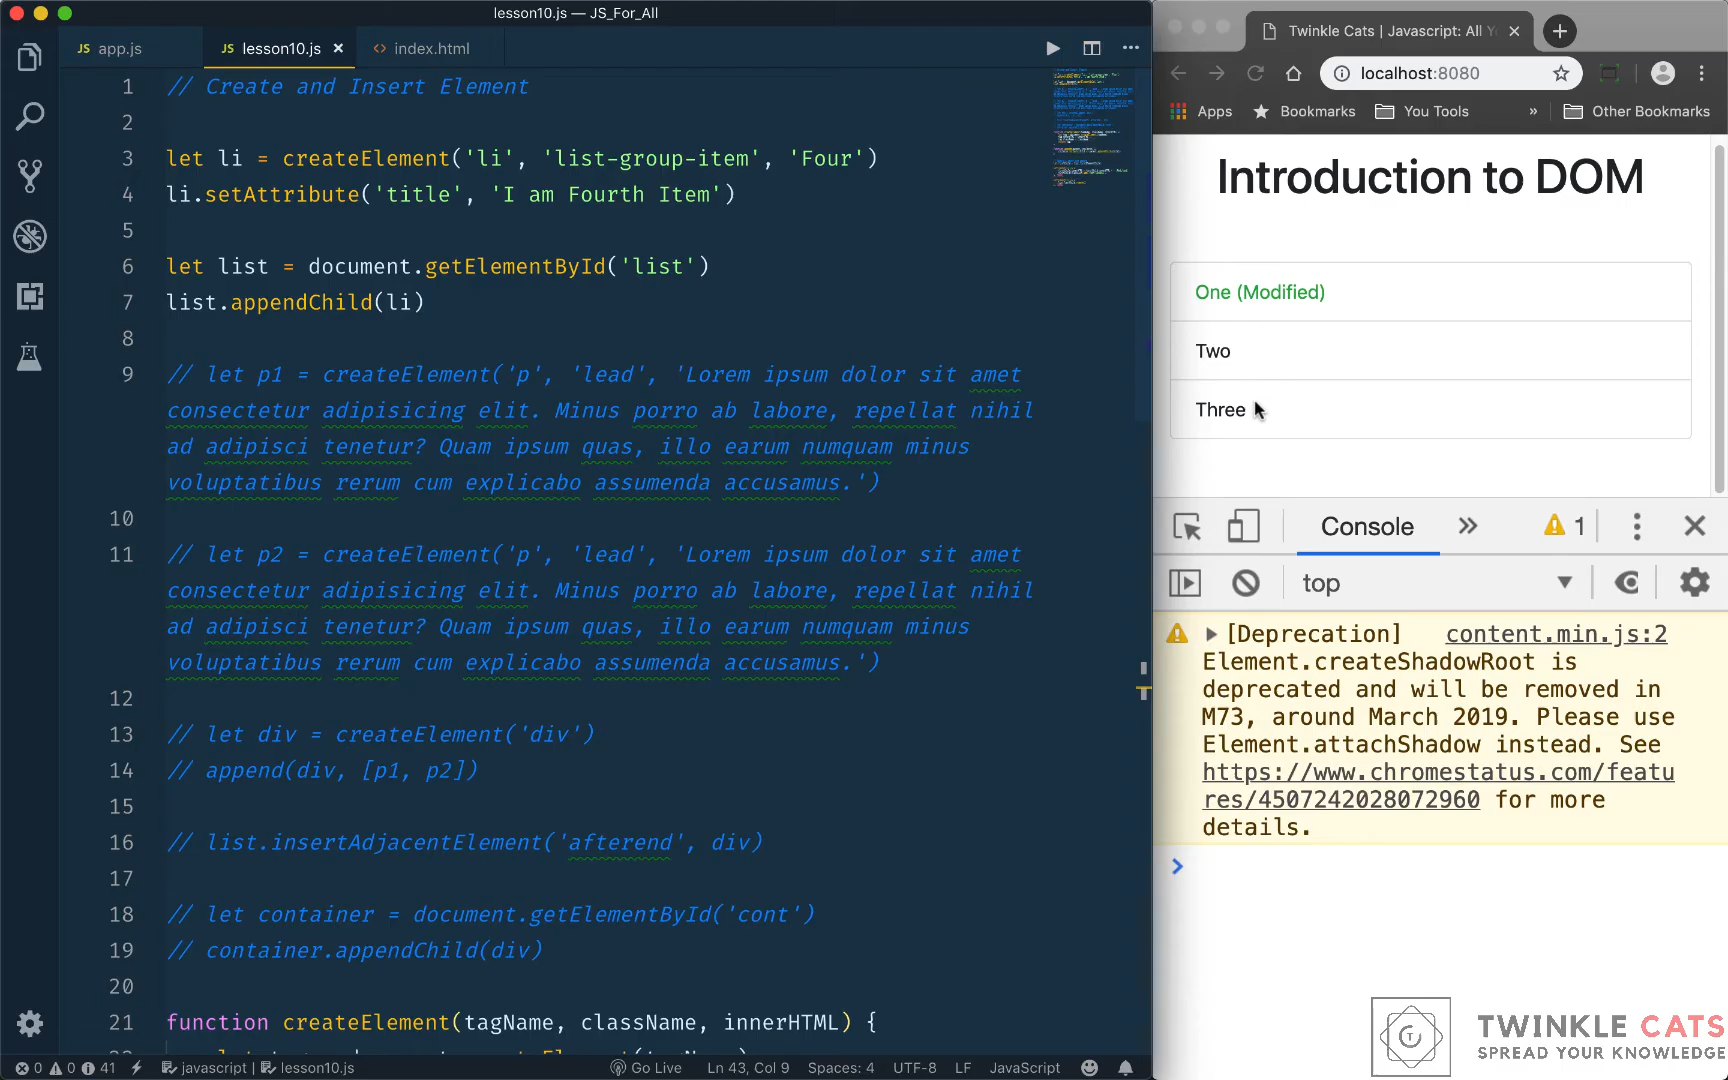 lesson10.js — JS_For_All
JS app.js
JS lesson10.js ×
<> index.html
1 // Create and Insert Element
2
3 let li = createElement('li', 'list-group-item', 'Four')
4 li.setAttribute('title', 'I am Fourth Item')
5
6 let list = document.getElementById('list')
7 list.appendChild(li)
8
9 // let p1 = createElement('p', 'lead', 'Lorem ipsum dolor sit amet
consectetur adipisicing elit. Minus porro ab labore, repellat nihil
ad adipisci tenetur? Quam ipsum quas, illo earum numquam minus
voluptatibus rerum cum explicabo assumenda accusamus.')
10
11 // let p2 = createElement('p', 'lead', 'Lorem ipsum dolor sit amet
consectetur adipisicing elit. Minus porro ab labore, repellat nihil
ad adipisci tenetur? Quam ipsum quas, illo earum numquam minus
voluptatibus rerum cum explicabo assumenda accusamus.')
12
13 // let div = createElement('div')
14 // append(div, [p1, p2])
15
16 // list.insertAdjacentElement('afterend', div)
17
18 // let container = document.getElementById('cont')
19 // container.appendChild(div)
20
21 function createElement(tagName, className, innerHTML) {
0 0 41 javascript | lesson10.js Go Live Ln 43, Col 9 Spaces: 4 UTF-8 LF JavaScript
Twinkle Cats | Javascript: All
localhost:8080
Apps Bookmarks You Tools » Other Bookmarks
Introduction to DOM
One (Modified)
Two
Three
Console » 1
top
[Deprecation] content.min.js:2
Element.createShadowRoot is
deprecated and will be removed in
M73, around March 2019. Please use
Element.attachShadow instead. See
https://www.chromestatus.com/featu
res/4507242028072960 for more
details.
TWINKLE CATS
SPREAD YOUR KNOWLEDGE